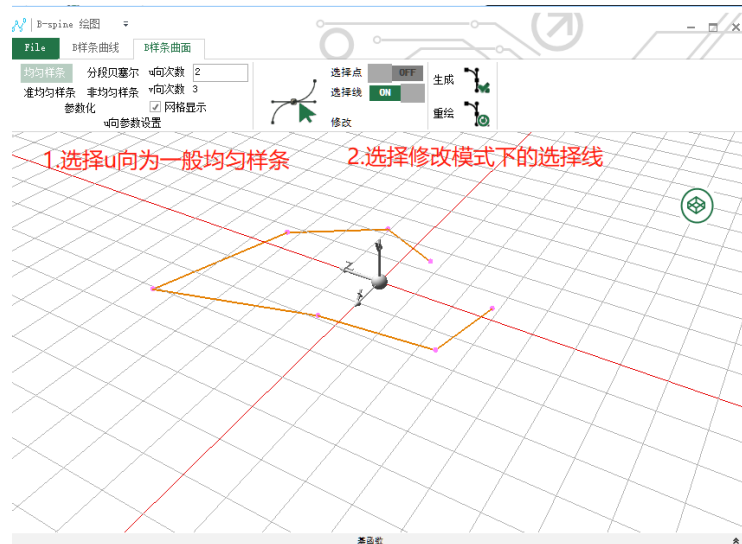 B-spine 绘图
File B样条曲线 B样条曲面
均匀样条 分段贝塞尔 u向次数 2
准均匀样条 非均匀样条 v向次数 3
参数化 网格显示
u向参数设置
选择点 OFF
选择线 ON
修改
生成
重绘
1.选择u向为一般均匀样条 2.选择修改模式下的选择线
Z
基函数